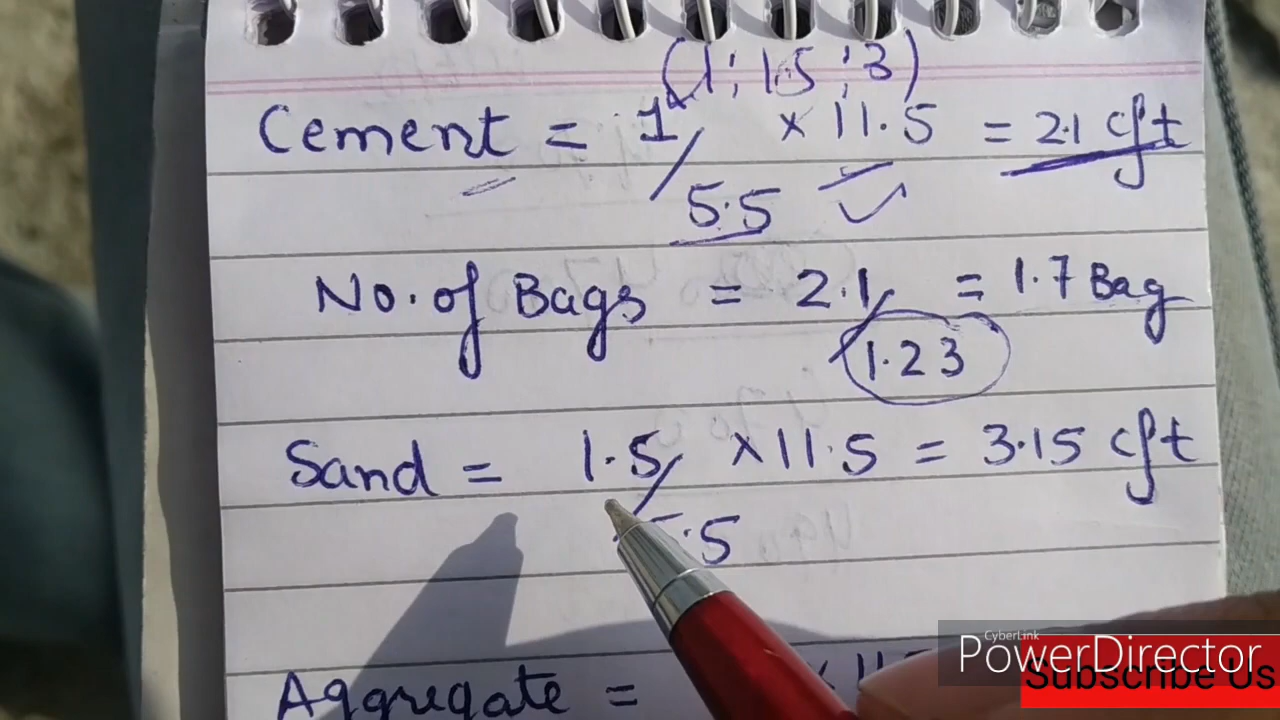 (1:1.5:3)
Cement = 1/5.5 × 11.5 = 2.1 cft
No. of Bags = 2.1/1.23 = 1.7 Bag
Sand = 1.5/5.5 × 11.5 = 3.15 cft
Aggregate =
CyberLink
PowerDirector
Subscribe Us